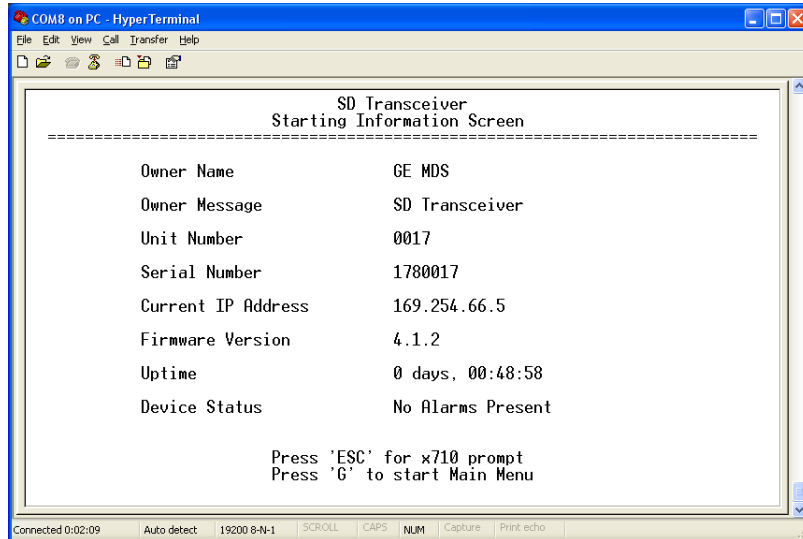 COM8 on PC - HyperTerminal
File Edit View Call Transfer Help
SD Transceiver
Starting Information Screen
==============================================================================
Owner Name GE MDS
Owner Message SD Transceiver
Unit Number 0017
Serial Number 1780017
Current IP Address 169.254.66.5
Firmware Version 4.1.2
Uptime 0 days, 00:48:58
Device Status No Alarms Present
Press 'ESC' for x710 prompt
Press 'G' to start Main Menu
Connected 0:02:09 Auto detect 19200 8-N-1 SCROLL CAPS NUM Capture Print echo